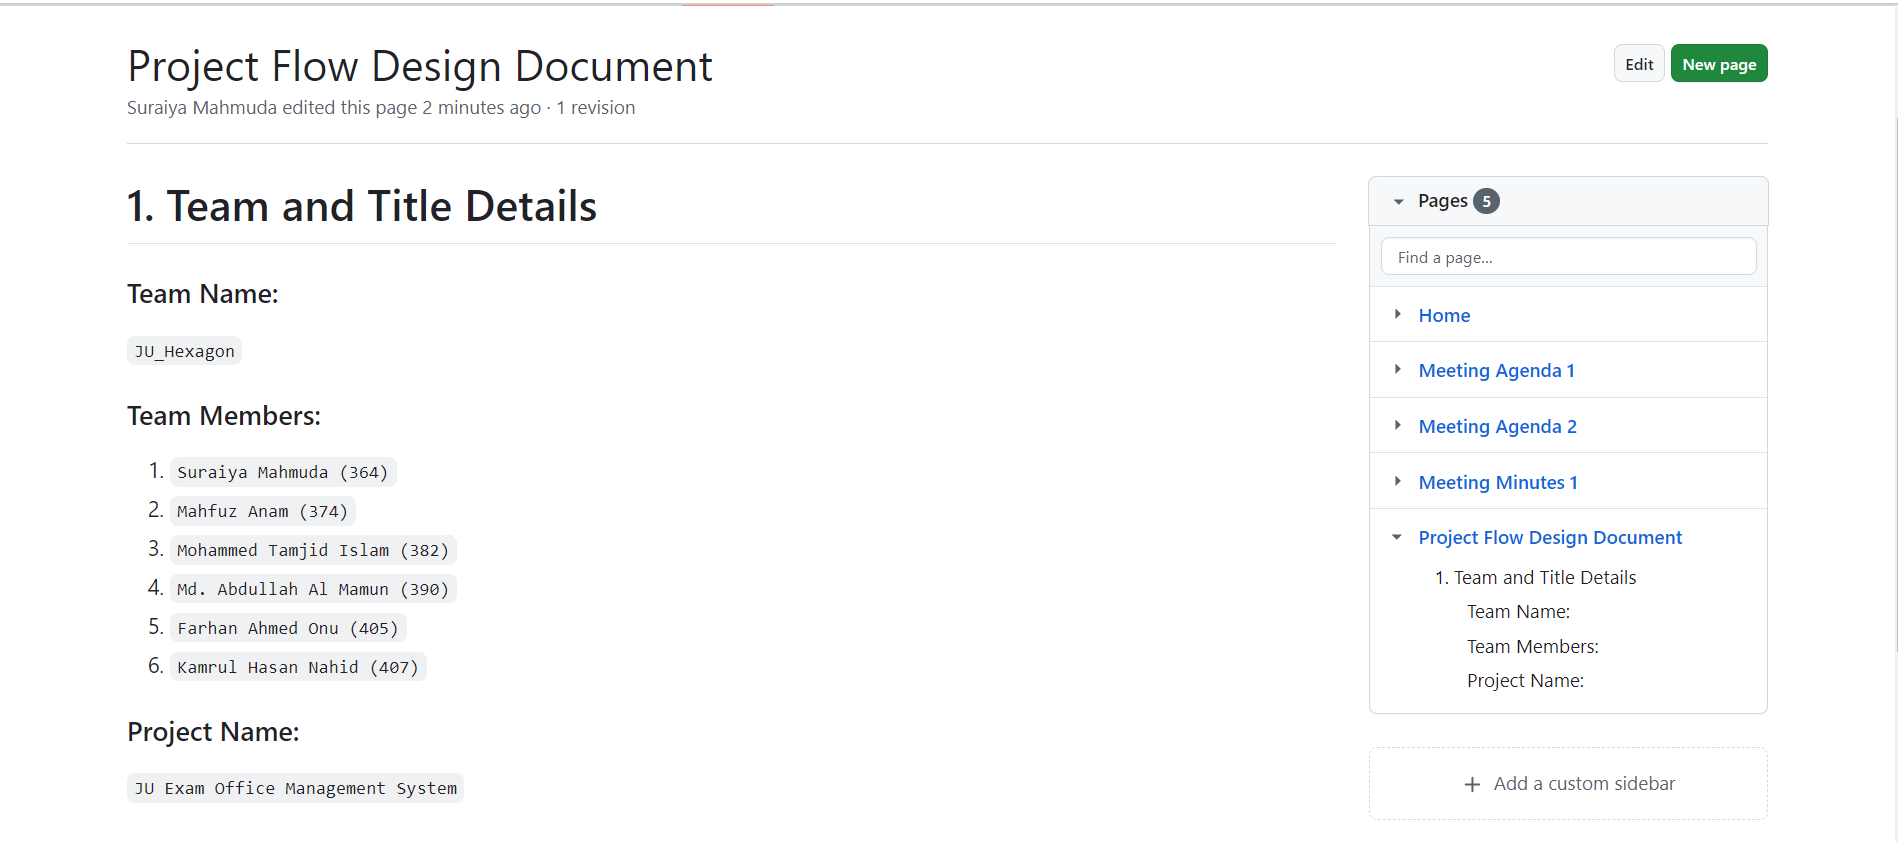 Project Flow Design Document
Edit
New page
Suraiya Mahmuda edited this page 2 minutes ago · 1 revision
1. Team and Title Details
Team Name:
JU_Hexagon
Team Members:
1. Suraiya Mahmuda (364)
2. Mahfuz Anam (374)
3. Mohammed Tamjid Islam (382)
4. Md. Abdullah Al Mamun (390)
5. Farhan Ahmed Onu (405)
6. Kamrul Hasan Nahid (407)
Project Name:
JU Exam Office Management System
Pages 5
Find a page...
Home
Meeting Agenda 1
Meeting Agenda 2
Meeting Minutes 1
Project Flow Design Document
1. Team and Title Details
Team Name:
Team Members:
Project Name:
+ Add a custom sidebar